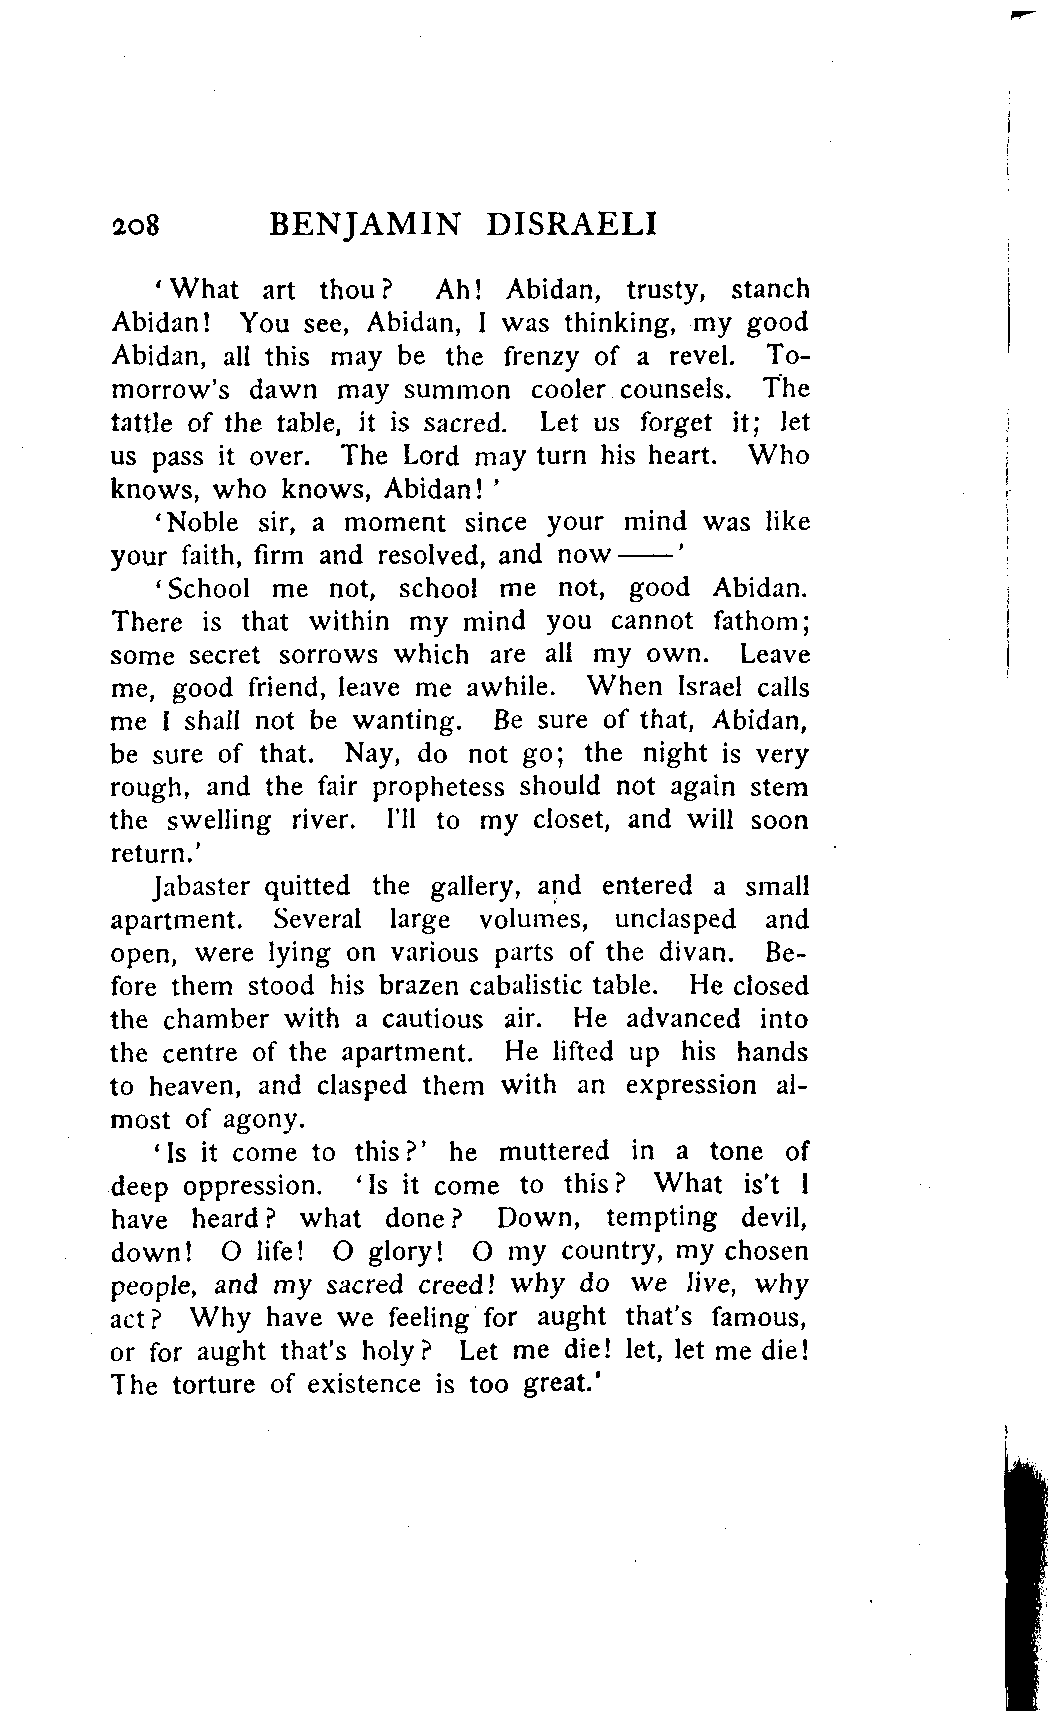 208 BENJAMIN DISRAELI
'What art thou? Ah! Abidan, trusty, stanch
Abidan! You see, Abidan, I was thinking, my good
Abidan, all this may be the frenzy of a revel. To-
morrow's dawn may summon cooler counsels. The
tattle of the table, it is sacred. Let us forget it; let
us pass it over. The Lord may turn his heart. Who
knows, who knows, Abidan!'
'Noble sir, a moment since your mind was like
your faith, firm and resolved, and now——'
'School me not, school me not, good Abidan.
There is that within my mind you cannot fathom;
some secret sorrows which are all my own. Leave
me, good friend, leave me awhile. When Israel calls
me I shall not be wanting. Be sure of that, Abidan,
be sure of that. Nay, do not go; the night is very
rough, and the fair prophetess should not again stem
the swelling river. I'll to my closet, and will soon
return.'
Jabaster quitted the gallery, and entered a small
apartment. Several large volumes, unclasped and
open, were lying on various parts of the divan. Be-
fore them stood his brazen cabalistic table. He closed
the chamber with a cautious air. He advanced into
the centre of the apartment. He lifted up his hands
to heaven, and clasped them with an expression al-
most of agony.
'Is it come to this?' he muttered in a tone of
deep oppression. 'Is it come to this? What is't I
have heard? what done? Down, tempting devil,
down! O life! O glory! O my country, my chosen
people, and my sacred creed! why do we live, why
act? Why have we feeling for aught that's famous,
or for aught that's holy? Let me die! let, let me die!
The torture of existence is too great.'